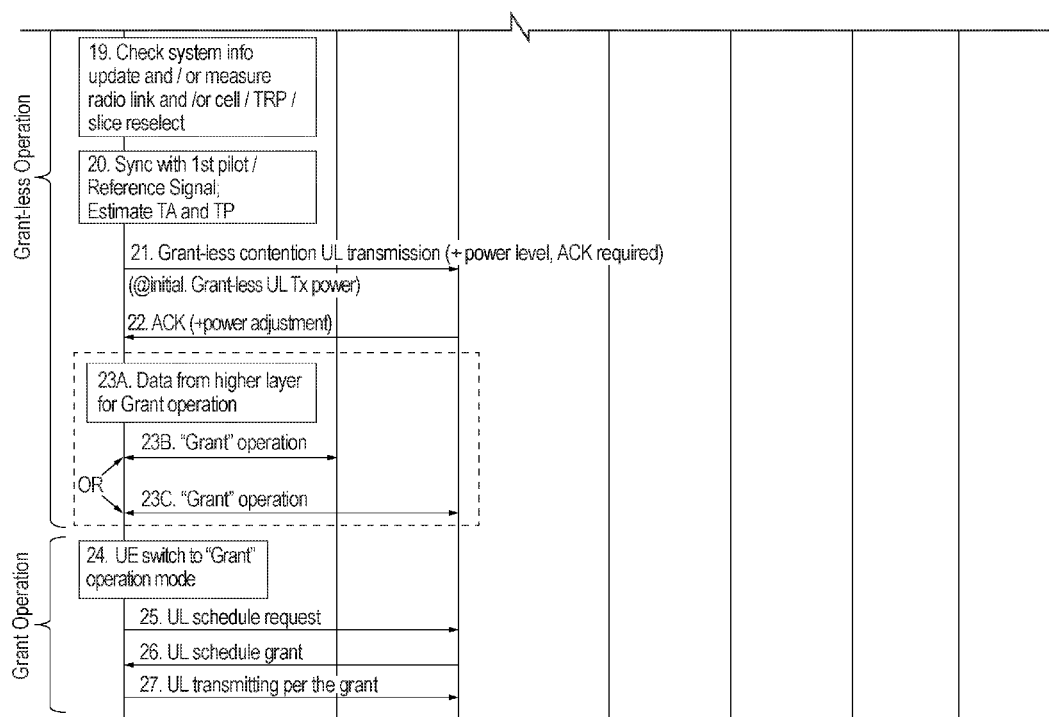 Grant-less Operation
19. Check system info
update and / or measure
radio link and /or cell / TRP /
slice reselect
20. Sync with 1st pilot /
Reference Signal;
Estimate TA and TP
21. Grant-less contention UL transmission (+ power level, ACK required)
(@initial. Grant-less UL Tx power)
22. ACK (+power adjustment)
23A. Data from higher layer
for Grant operation
23B. “Grant” operation
OR
23C. “Grant” operation
Grant Operation
24. UE switch to “Grant”
operation mode
25. UL schedule request
26. UL schedule grant
27. UL transmitting per the grant